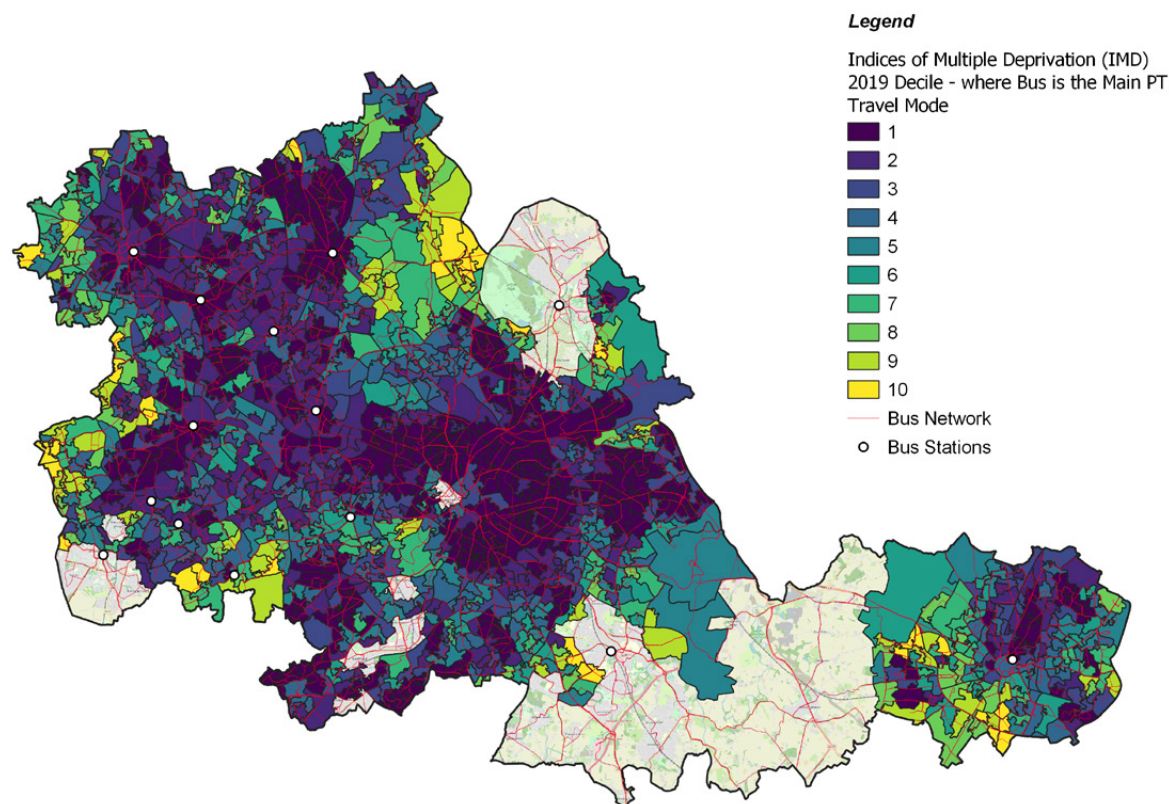 Legend
Indices of Multiple Deprivation (IMD)
2019 Decile - where Bus is the Main PT
Travel Mode
1
2
3
4
5
6
7
8
9
10
Bus Network
Bus Stations